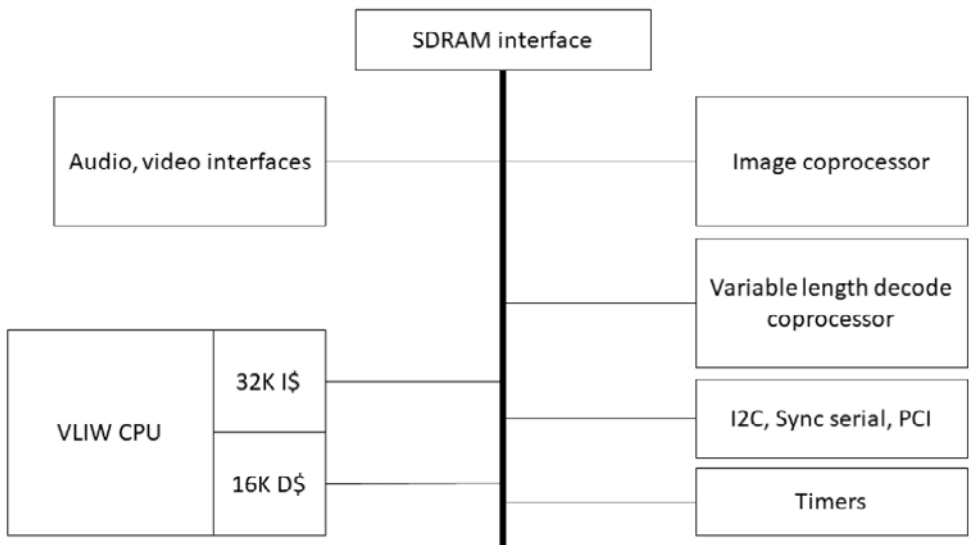 SDRAM interface
Audio, video interfaces
Image coprocessor
Variable length decode
coprocessor
32K I$
VLIW CPU
I2C, Sync serial, PCI
16K D$
Timers